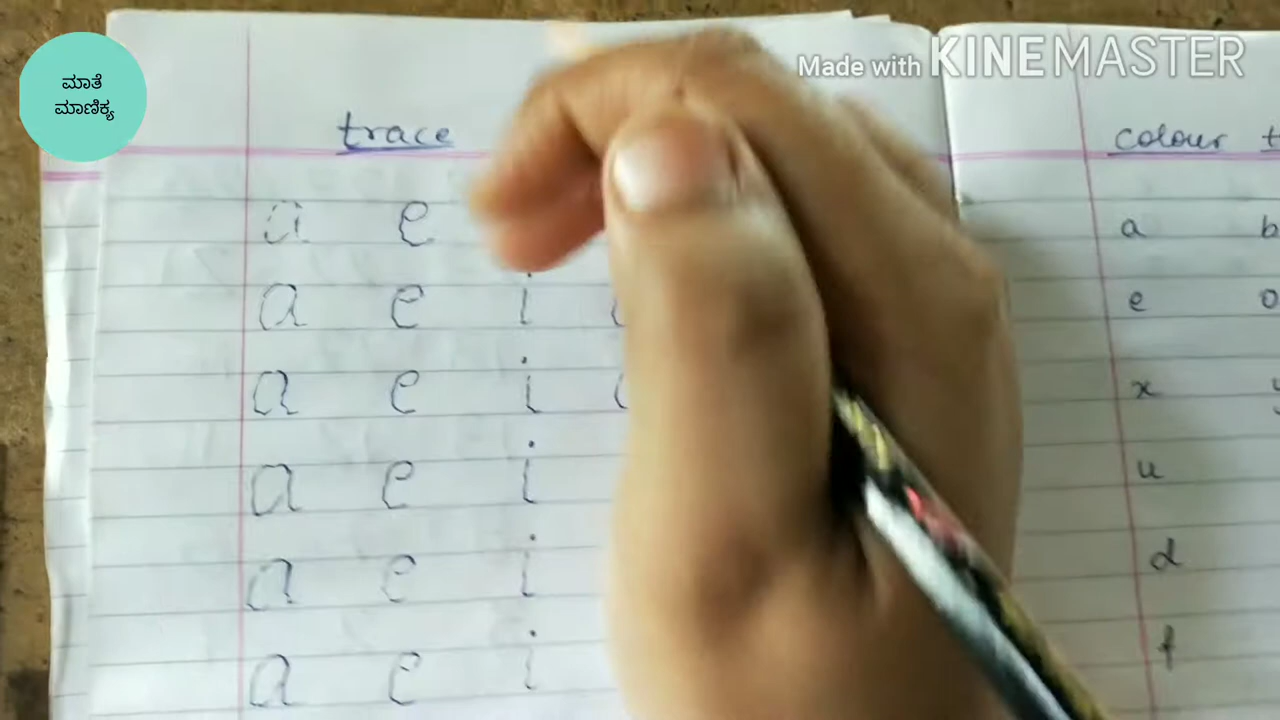 ಮಾತೆ
ಮಾಣಿಕ್ಯ
Made with KINEMASTER
trace
a e
a e i
a e i
a e i
a e i
a e i
colour
a b
e o
x y
u
d
f